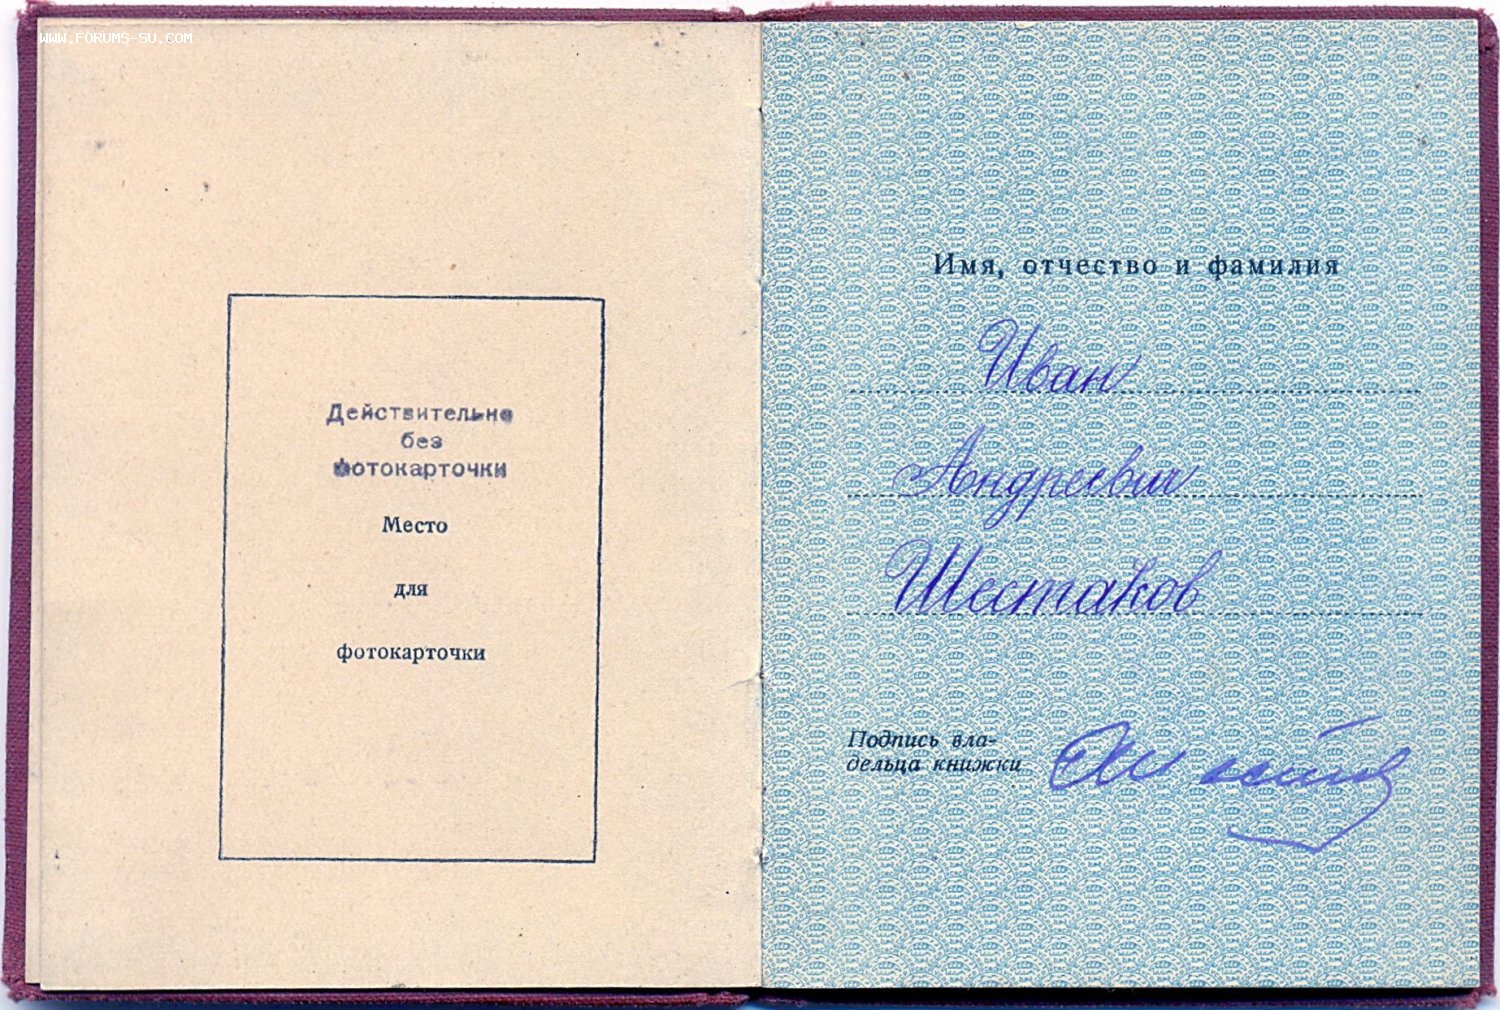 WWW.FORUMS-SU.COM
Действительно
без
фотокарточки
Место
для
фотокарточки
Имя, отчество и фамилия
Иван
Андреевич
Шестаков
Подпись вла-
дельца книжки